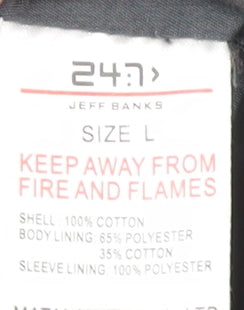 24:7>
JEFF BANKS
SIZE L
KEEP AWAY FROM
FIRE AND FLAMES
SHELL: 100% COTTON
BODY LINING: 65% POLYESTER
35% COTTON
SLEEVE LINING: 100% POLYESTER